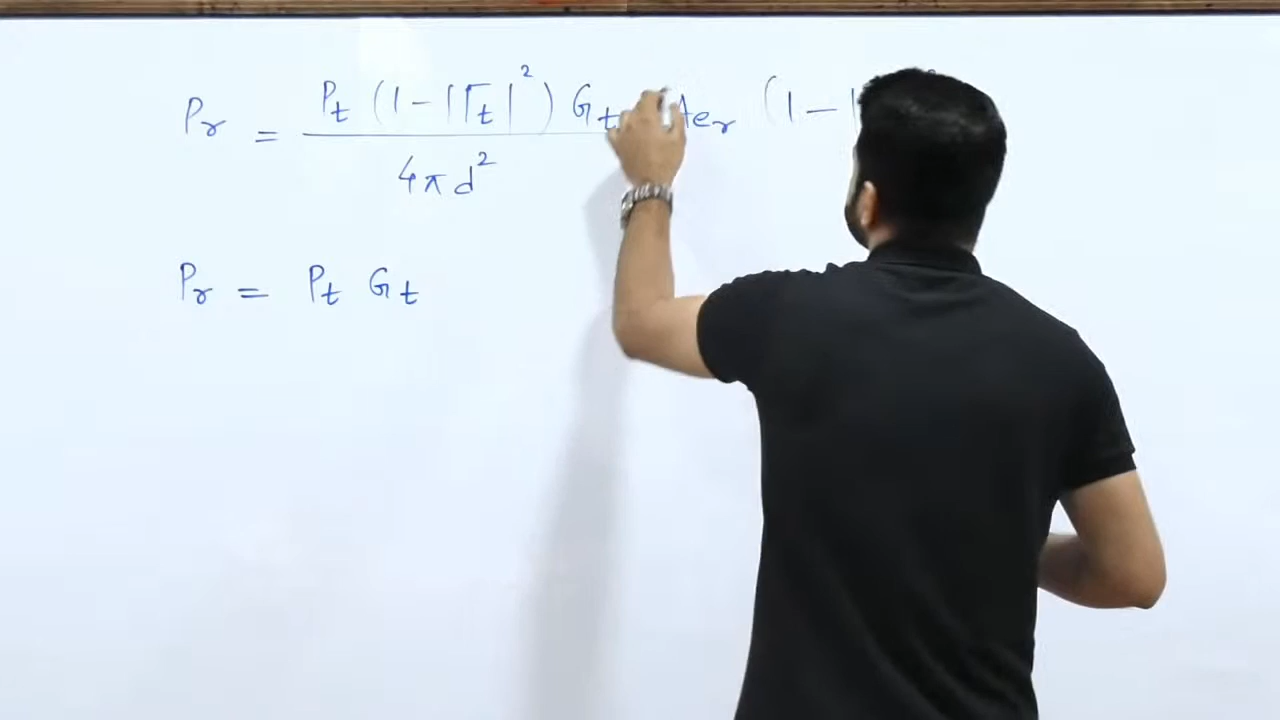 Pr = Pt (1 - |Γt|²) Gt Aer (1 - |
4πd²
Pr = Pt Gt